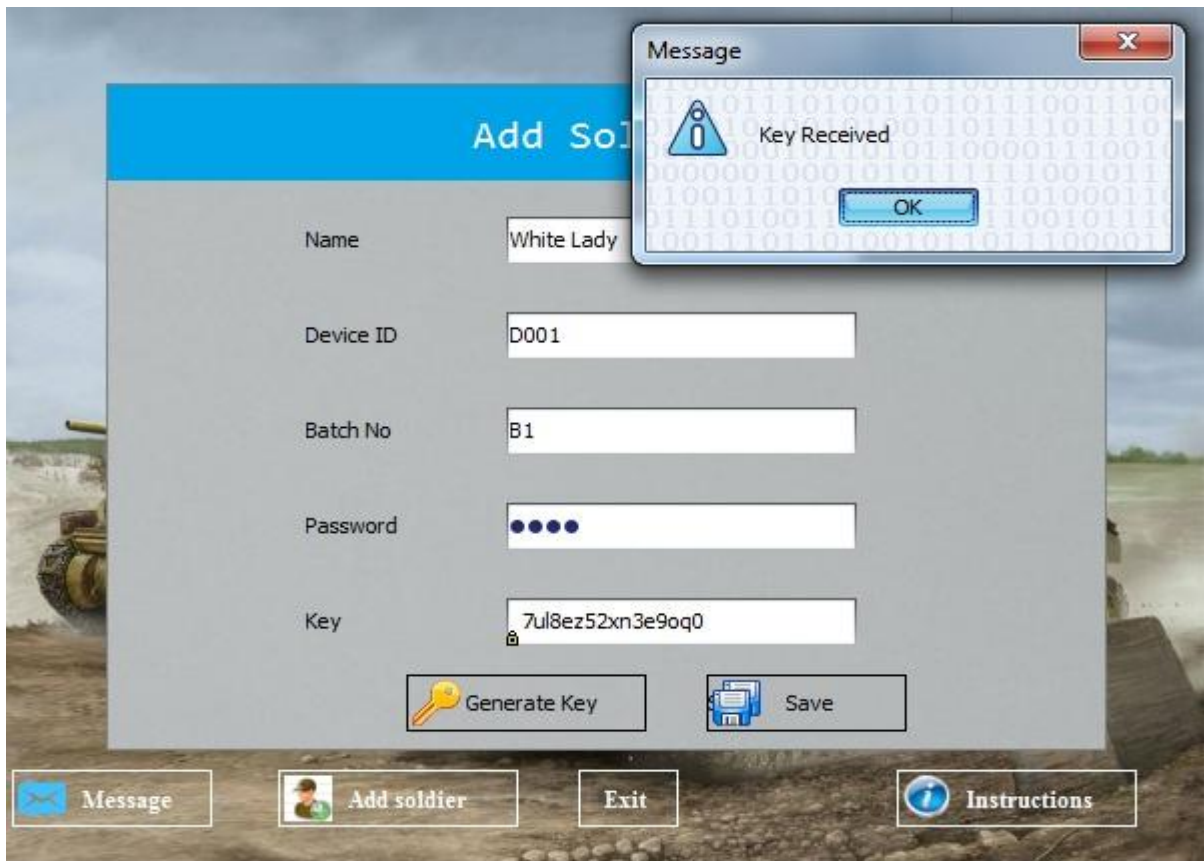 Message
Key Received
OK
Add Sol
Name
White Lady
Device ID
D001
Batch No
B1
Password
Key
7ul8ez52xn3e9oq0
Generate Key
Save
Message
Add soldier
Exit
Instructions